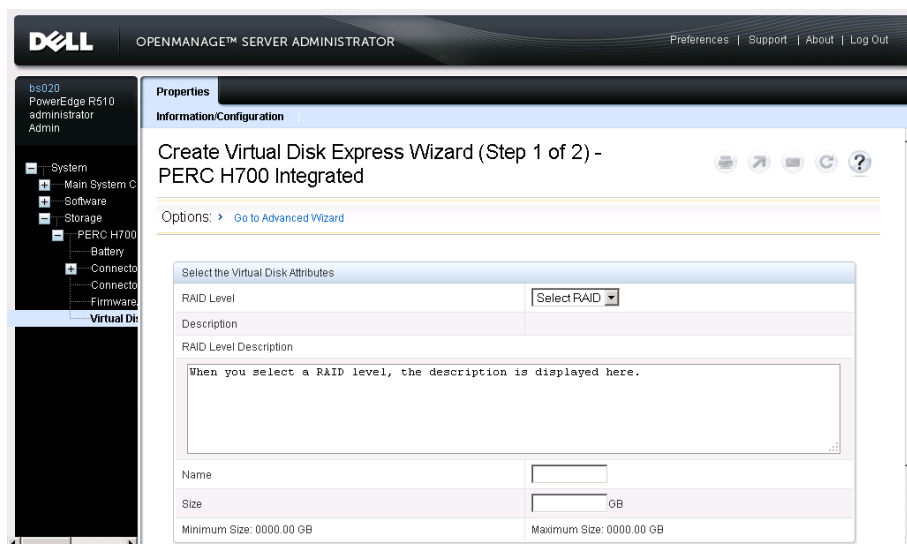 DELL OPENMANAGE™ SERVER ADMINISTRATOR Preferences | Support | About | Log Out
bs020
PowerEdge R510
administrator
Admin
System
Main System C
Software
Storage
PERC H700
Battery
Connecto
Connecto
Firmware
Virtual Dis
Properties
Information/Configuration
Create Virtual Disk Express Wizard (Step 1 of 2) -
PERC H700 Integrated
Options: Go to Advanced Wizard
Select the Virtual Disk Attributes
RAID Level Select RAID
Description
RAID Level Description
When you select a RAID level, the description is displayed here.
Name
Size GB
Minimum Size: 0000.00 GB Maximum Size: 0000.00 GB